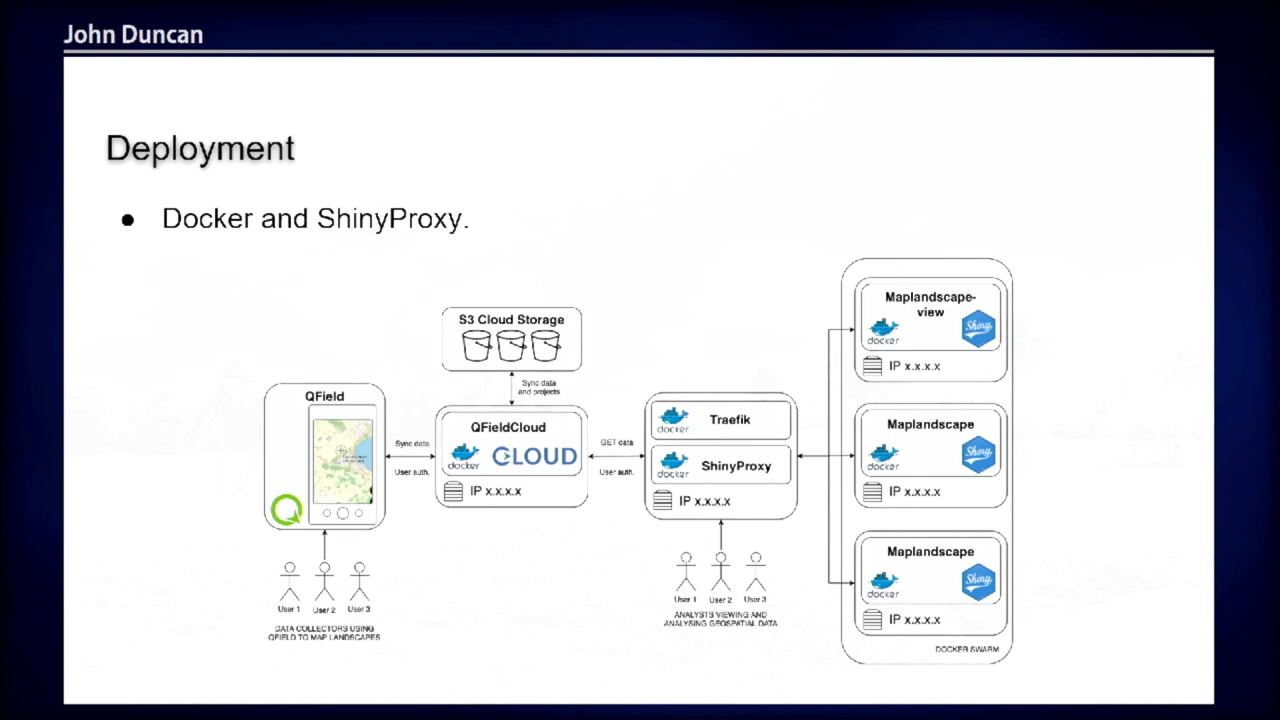 John Duncan
Deployment
● Docker and ShinyProxy.
S3 Cloud Storage
Sync data
and projects
QField
Sync data
User auth.
QFieldCloud
docker
CLOUD
IP x.x.x.x
GET data
User auth.
Traefik
docker
ShinyProxy
docker
IP x.x.x.x
Maplandscape-
view
docker
Shiny
IP x.x.x.x
Maplandscape
docker
Shiny
IP x.x.x.x
Maplandscape
docker
Shiny
IP x.x.x.x
DOCKER SWARM
User 1 User 2 User 3
DATA COLLECTORS USING
QFIELD TO MAP LANDSCAPES
User 1 User 2 User 3
ANALYSTS VIEWING AND
ANALYSING GEOSPATIAL DATA